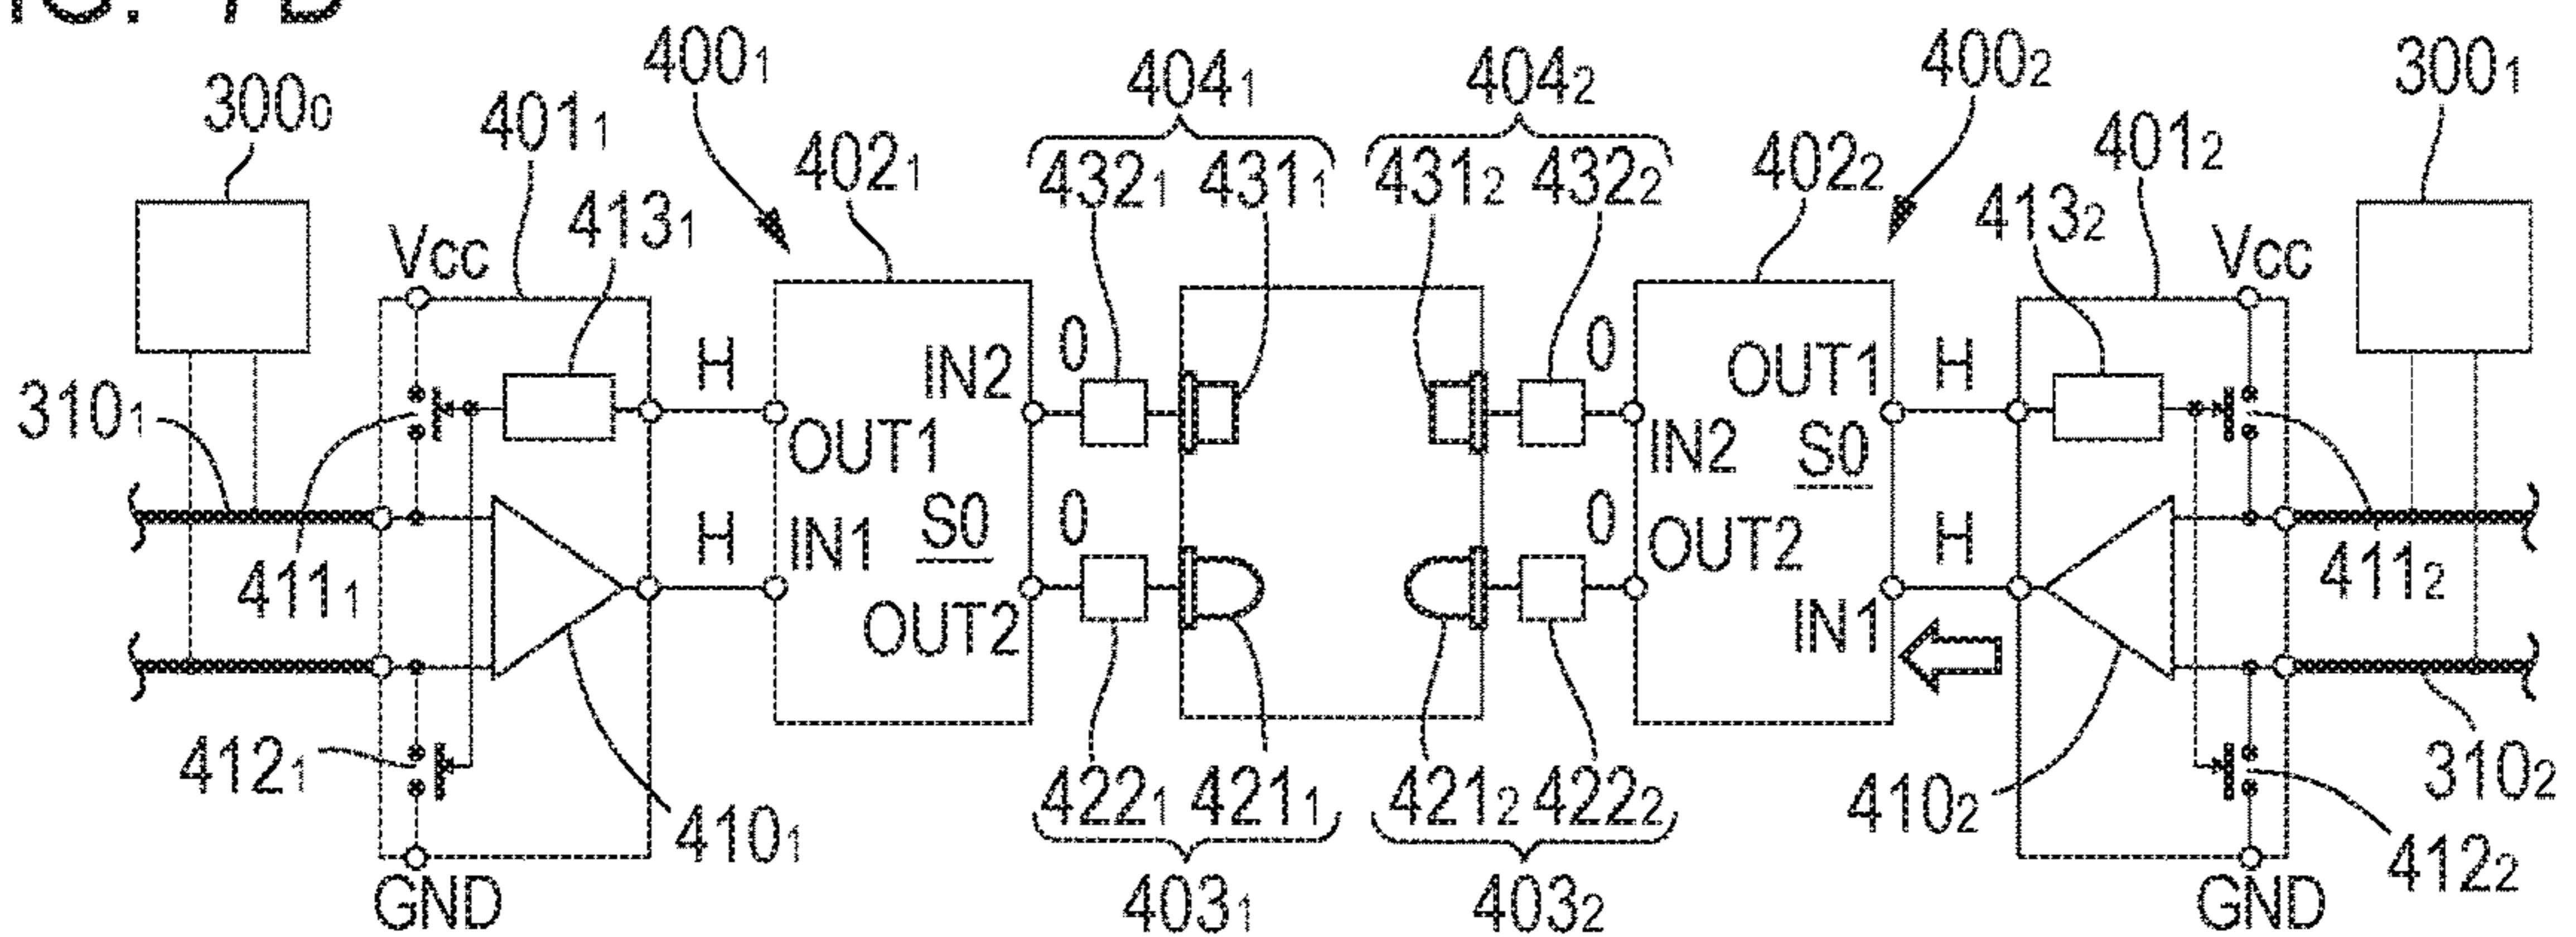 400₁ 404₁ 404₂ 400₂ 300₁
300₀ 401₁ 402₁ 432₁ 431₁ 431₂ 432₂ 402₂ 401₂
413₁ 413₂
Vcc Vcc
H IN2 0 0 OUT1 H
310₁ OUT1 IN2 S0
H IN1 S0 0 0 OUT2 H
411₁ OUT2 IN1 411₂
412₁ 410₁ 422₁ 421₁ 421₂ 422₂ 410₂ 310₂
GND 403₁ 403₂ GND 412₂